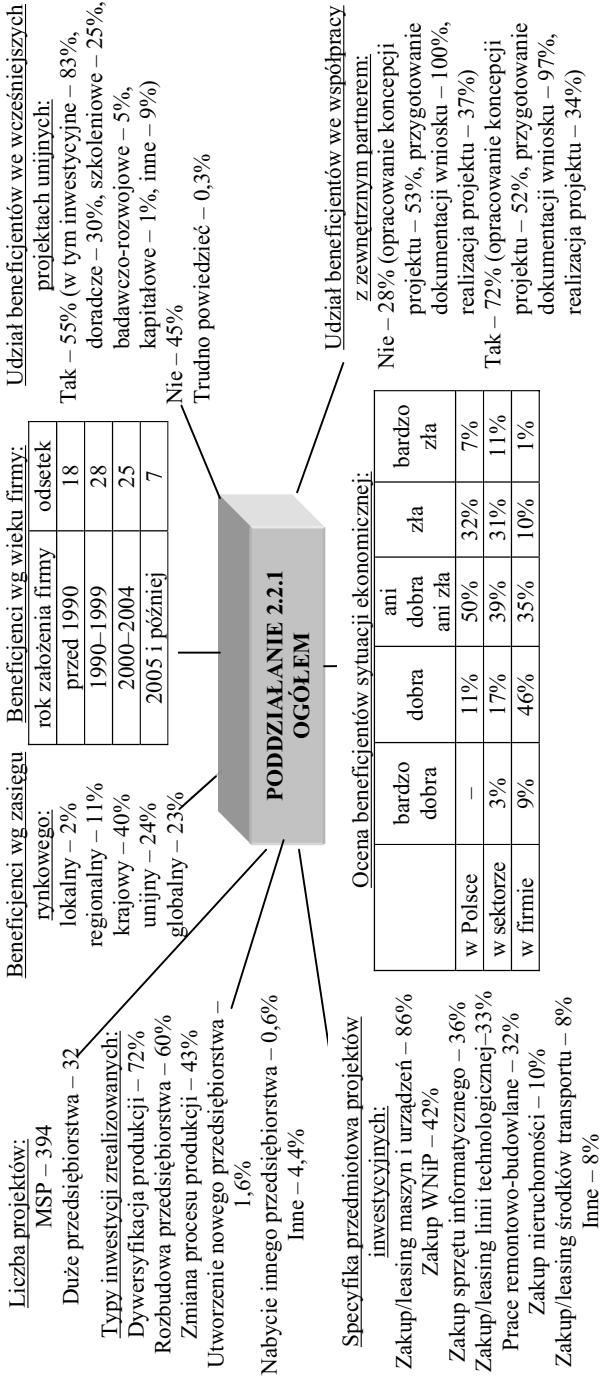 Liczba projektów:
MSP – 394
Duże przedsiębiorstwa – 32
Typy inwestycji zrealizowanych:
Dywersyfikacja produkcji – 72%
Rozbudowa przedsiębiorstwa – 60%
Zmiana procesu produkcji – 43%
Utworzenie nowego przedsiębiorstwa –
1,6%
Nabycie innego przedsiębiorstwa – 0,6%
Inne – 4,4%
Specyfika przedmiotowa projektów
inwestycyjnych:
Zakup/leasing maszyn i urządzeń – 86%
Zakup WNiP – 42%
Zakup sprzętu informatycznego – 36%
Zakup/leasing linii technologicznej–33%
Prace remontowo-budowlane – 32%
Zakup nieruchomości – 10%
Zakup/leasing środków transportu – 8%
Inne – 8%
Beneficjenci wg zasięgu
rynkowego:
lokalny – 2%
regionalny – 11%
krajowy – 40%
unijny – 24%
globalny – 23%
Beneficjenci wg wieku firmy:
rok założenia firmy odsetek
przed 1990 18
1990–1999 28
2000–2004 25
2005 i później 7
PODDZIAŁANIE 2.2.1
OGÓŁEM
Ocena beneficjentów sytuacji ekonomicznej:
bardzo dobra dobra ani dobra ani zła zła bardzo zła
w Polsce – 11% 50% 32% 7%
w sektorze 3% 17% 39% 31% 11%
w firmie 9% 46% 35% 10% 1%
Udział beneficjentów we wcześniejszych
projektach unijnych:
Tak – 55% (w tym inwestycyjne – 83%,
doradcze – 30%, szkoleniowe – 25%,
badawczo-rozwojowe – 5%,
kapitałowe – 1%, inne – 9%)
Nie – 45%
Trudno powiedzieć – 0,3%
Udział beneficjentów we współpracy
z zewnętrznym partnerem:
Nie – 28% (opracowanie koncepcji
projektu – 53%, przygotowanie
dokumentacji wniosku – 100%,
realizacja projektu – 37%)
Tak – 72% (opracowanie koncepcji
projektu – 52%, przygotowanie
dokumentacji wniosku – 97%,
realizacja projektu – 34%)